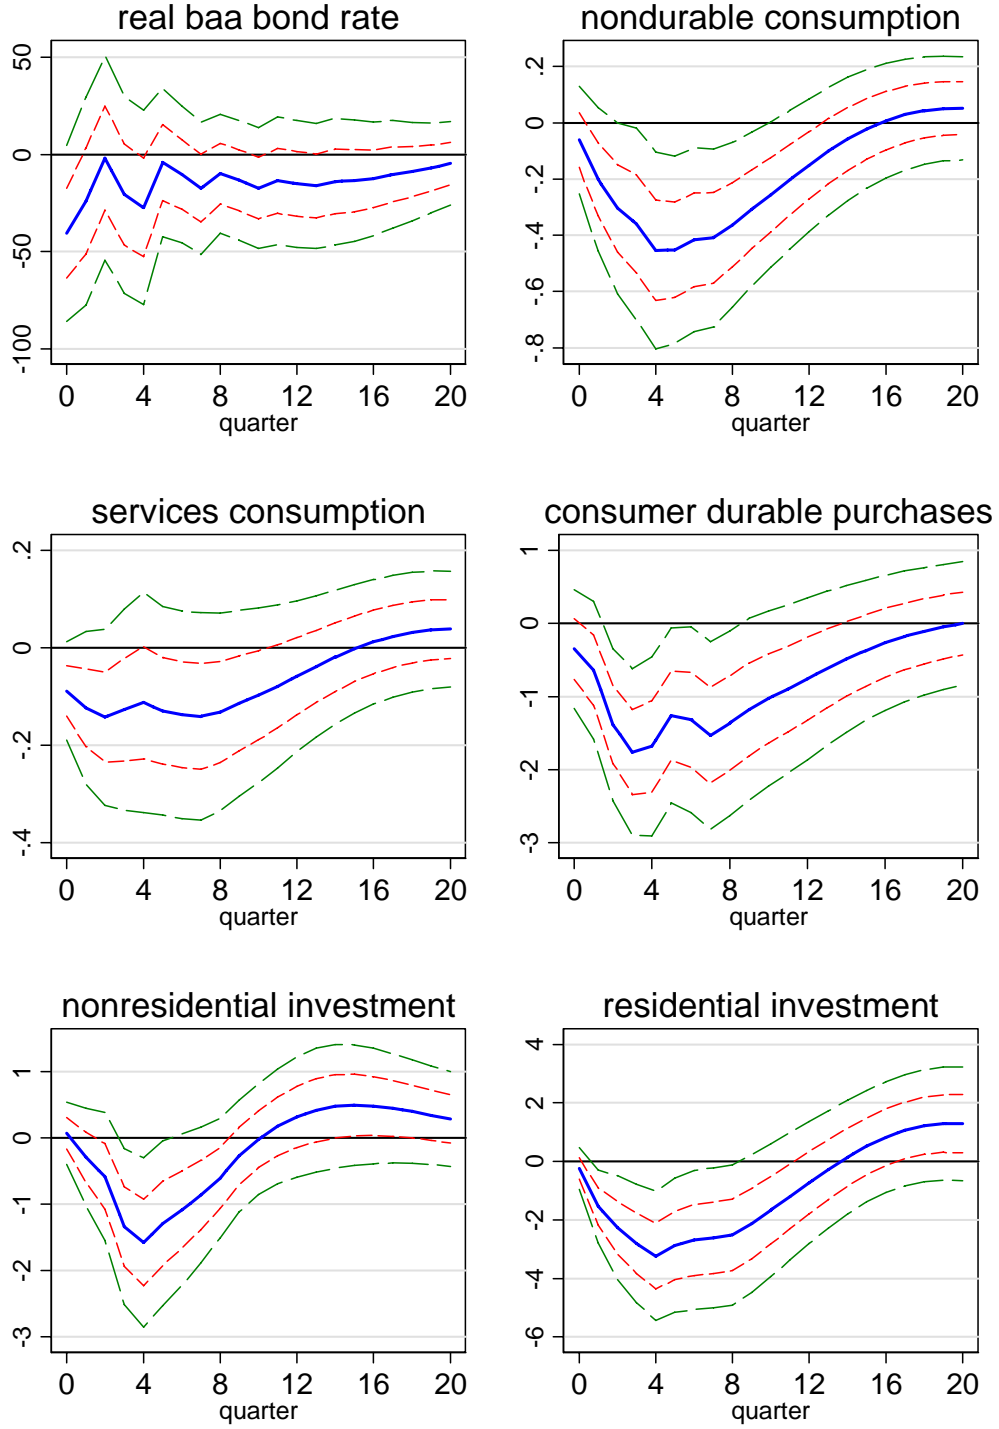 real baa bond rate
50
0
-50
-100
0 4 8 12 16 20
quarter
nondurable consumption
.2
0
-.2
-.4
-.6
-.8
0 4 8 12 16 20
quarter
services consumption
.2
0
-.2
-.4
0 4 8 12 16 20
quarter
consumer durable purchases
1
0
-1
-2
-3
0 4 8 12 16 20
quarter
nonresidential investment
1
0
-1
-2
-3
0 4 8 12 16 20
quarter
residential investment
4
2
0
-2
-4
-6
0 4 8 12 16 20
quarter